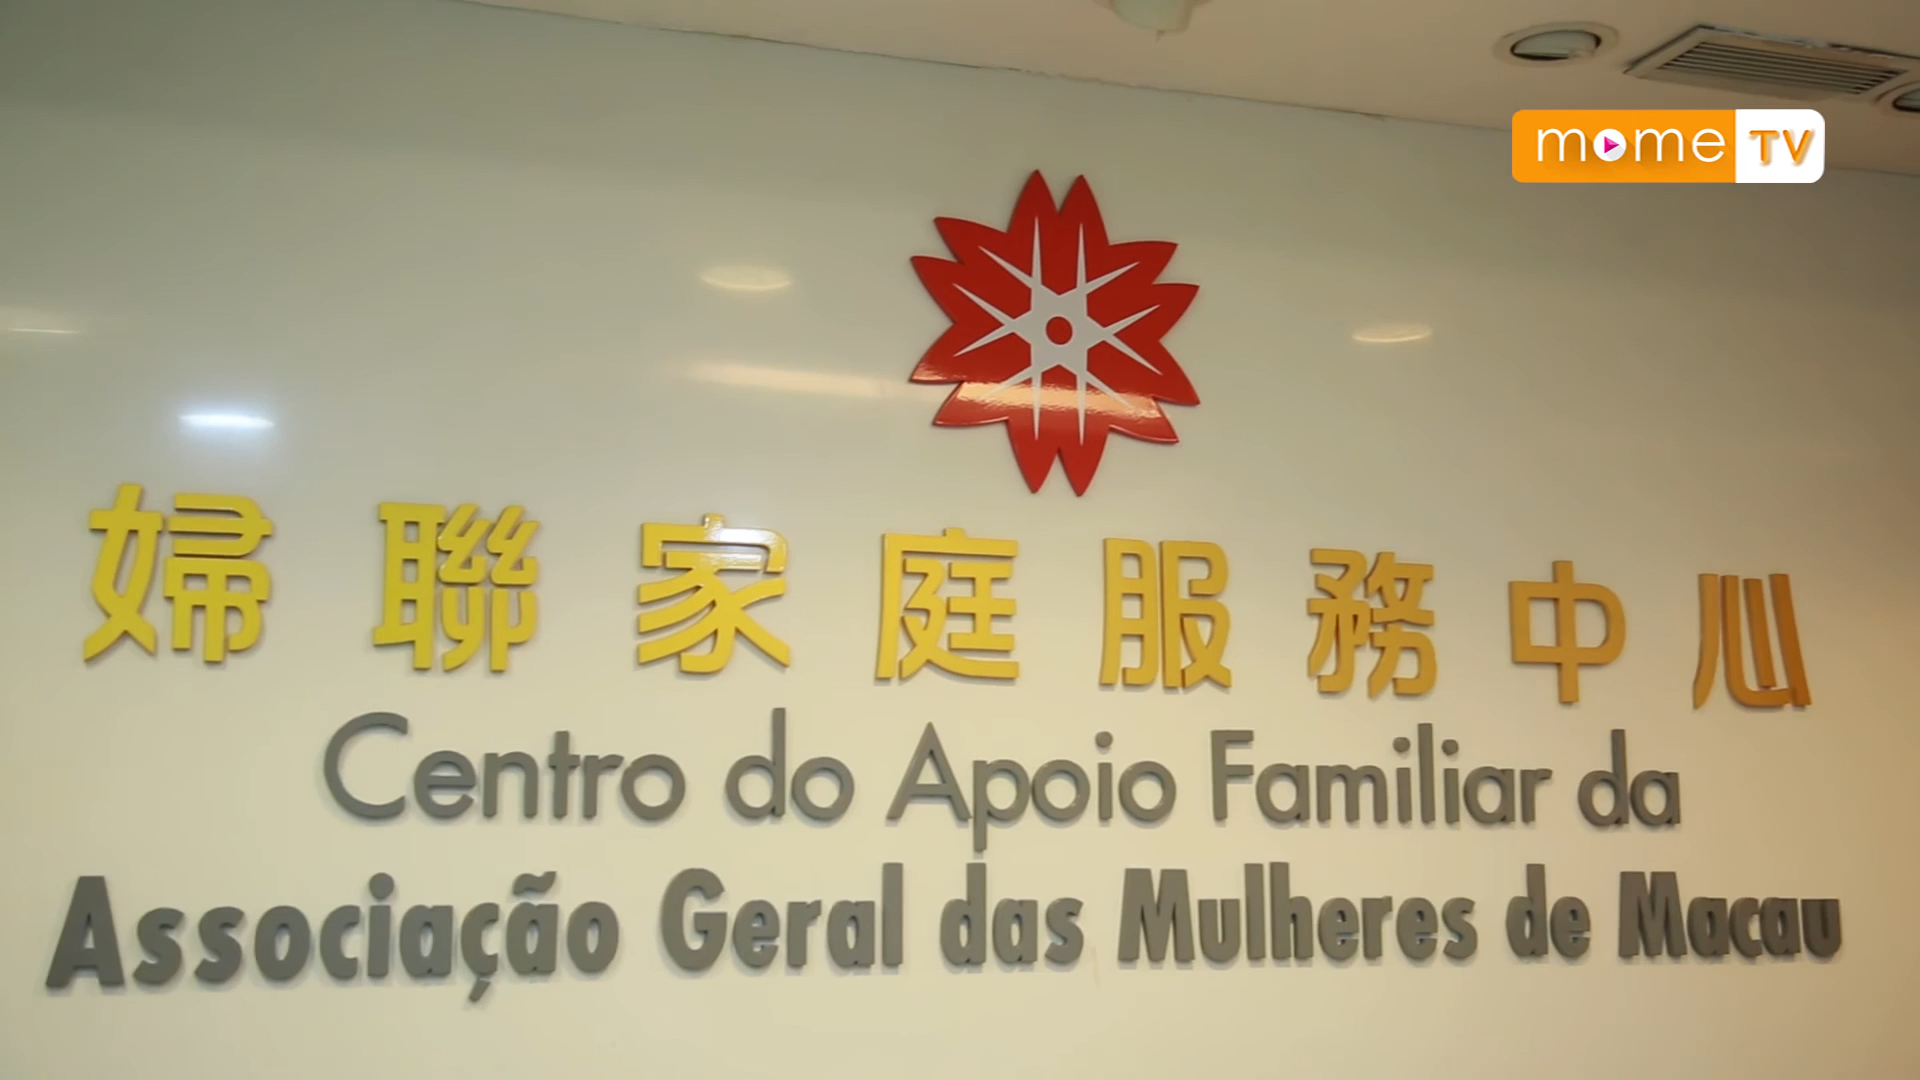 mome TV
婦聯家庭服務中心
Centro do Apoio Familiar da
Associação Geral das Mulheres de Macau